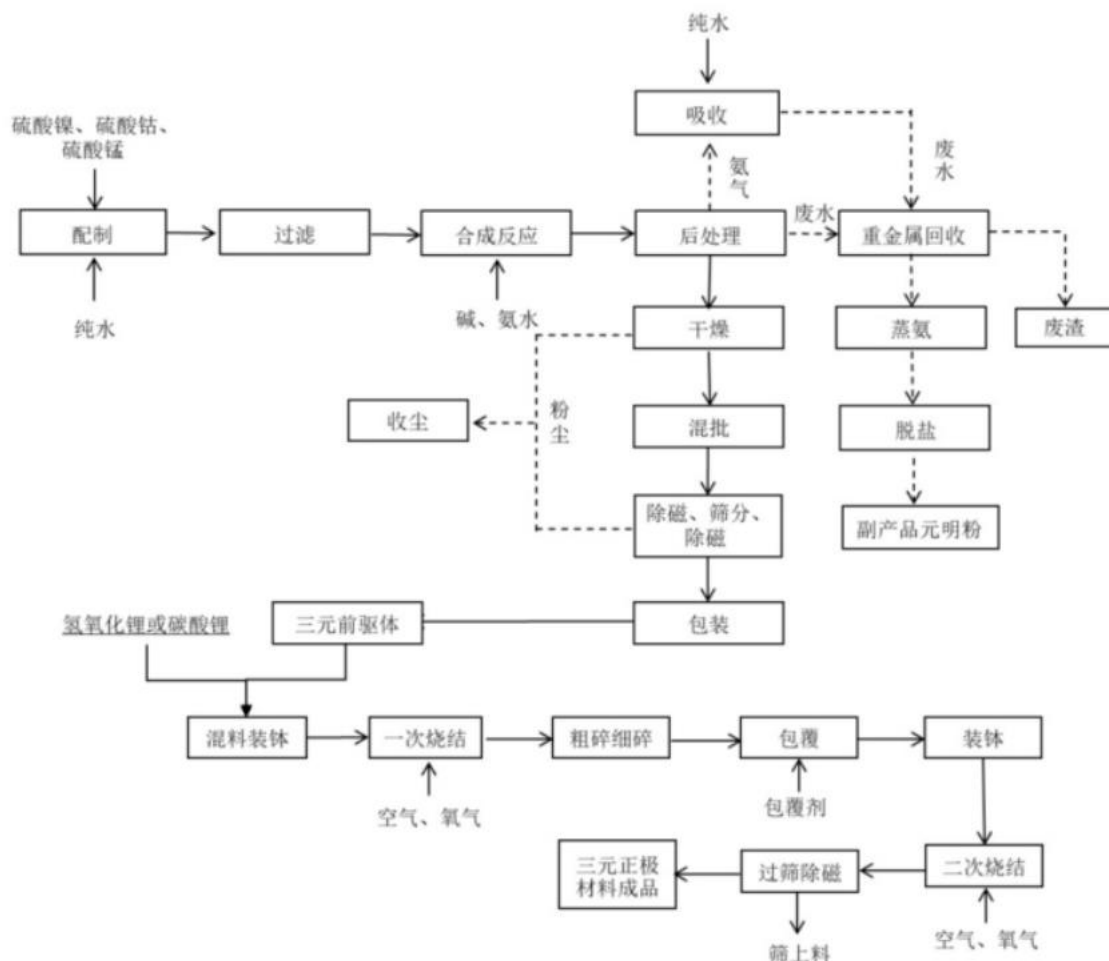 纯水
吸收
硫酸镍、硫酸钴、
硫酸锰
氨气
废水
配制
过滤
合成反应
后处理
废水
重金属回收
纯水
碱、氨水
干燥
蒸氨
废渣
收尘
粉尘
混批
脱盐
除磁、筛分、
除磁
副产品元明粉
氢氧化锂或碳酸锂
三元前驱体
包装
混料装钵
一次烧结
粗碎细碎
包覆
装钵
空气、氧气
包覆剂
三元正极
材料成品
过筛除磁
二次烧结
筛上料
空气、氧气